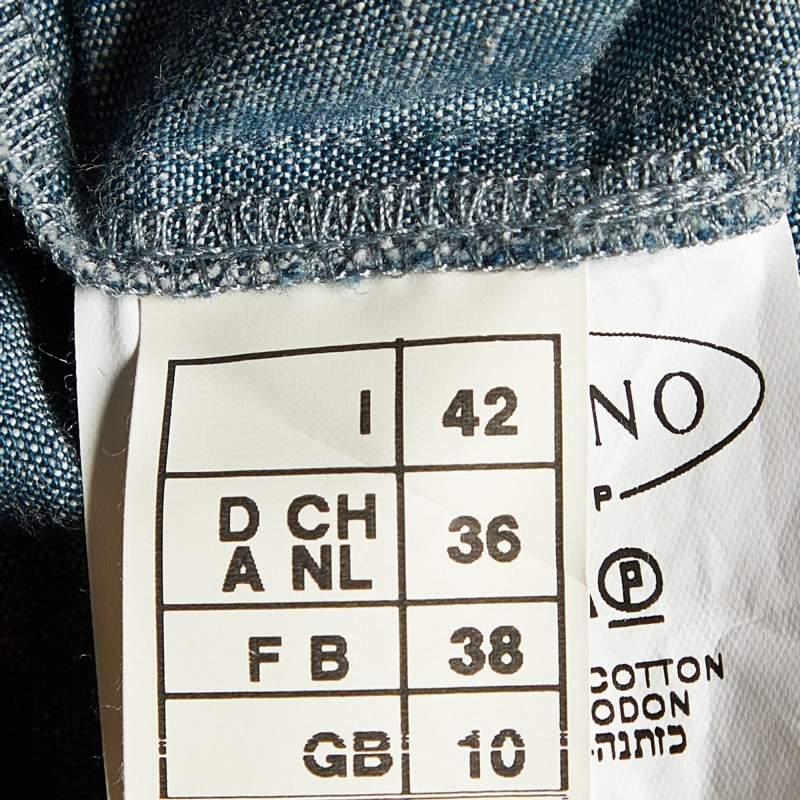 I 42
D CH
A NL 36
F B 38
GB 10
NO
P
P
COTTON
ODON
כותנה